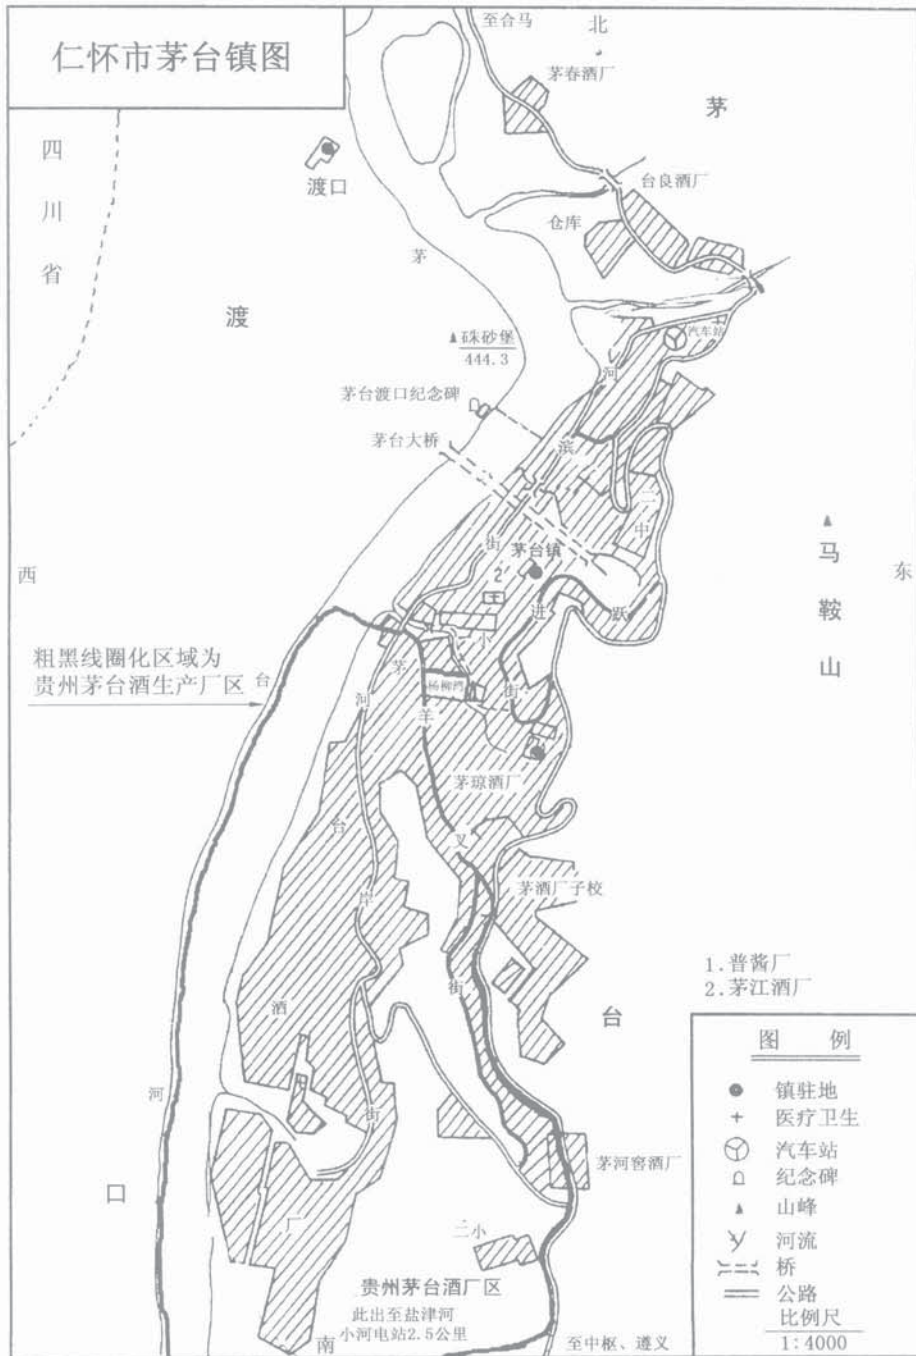 仁怀市茅台镇图
至合马
北
茅春酒厂
茅
四川省
渡口
台良酒厂
仓库
茅
渡
汽车站
硃砂堡
444.3
河
茅台渡口纪念碑
茅台大桥
滨
二中
街
茅台镇
2
马鞍山
西
东
进
跃
一小
粗黑线圈化区域为
贵州茅台酒生产厂区
台
茅
杨柳湾
街
河
羊
茅琼酒厂
台
叉
茅酒厂子校
岸
1.普酱厂
2.茅江酒厂
街
酒
台
图 例
镇驻地
医疗卫生
汽车站
纪念碑
山峰
河流
桥
公路
比例尺
1:4000
河
街
茅河窖酒厂
口
厂
二小
贵州茅台酒厂区
此出至盐津河
小河电站2.5公里
南
至中枢、遵义